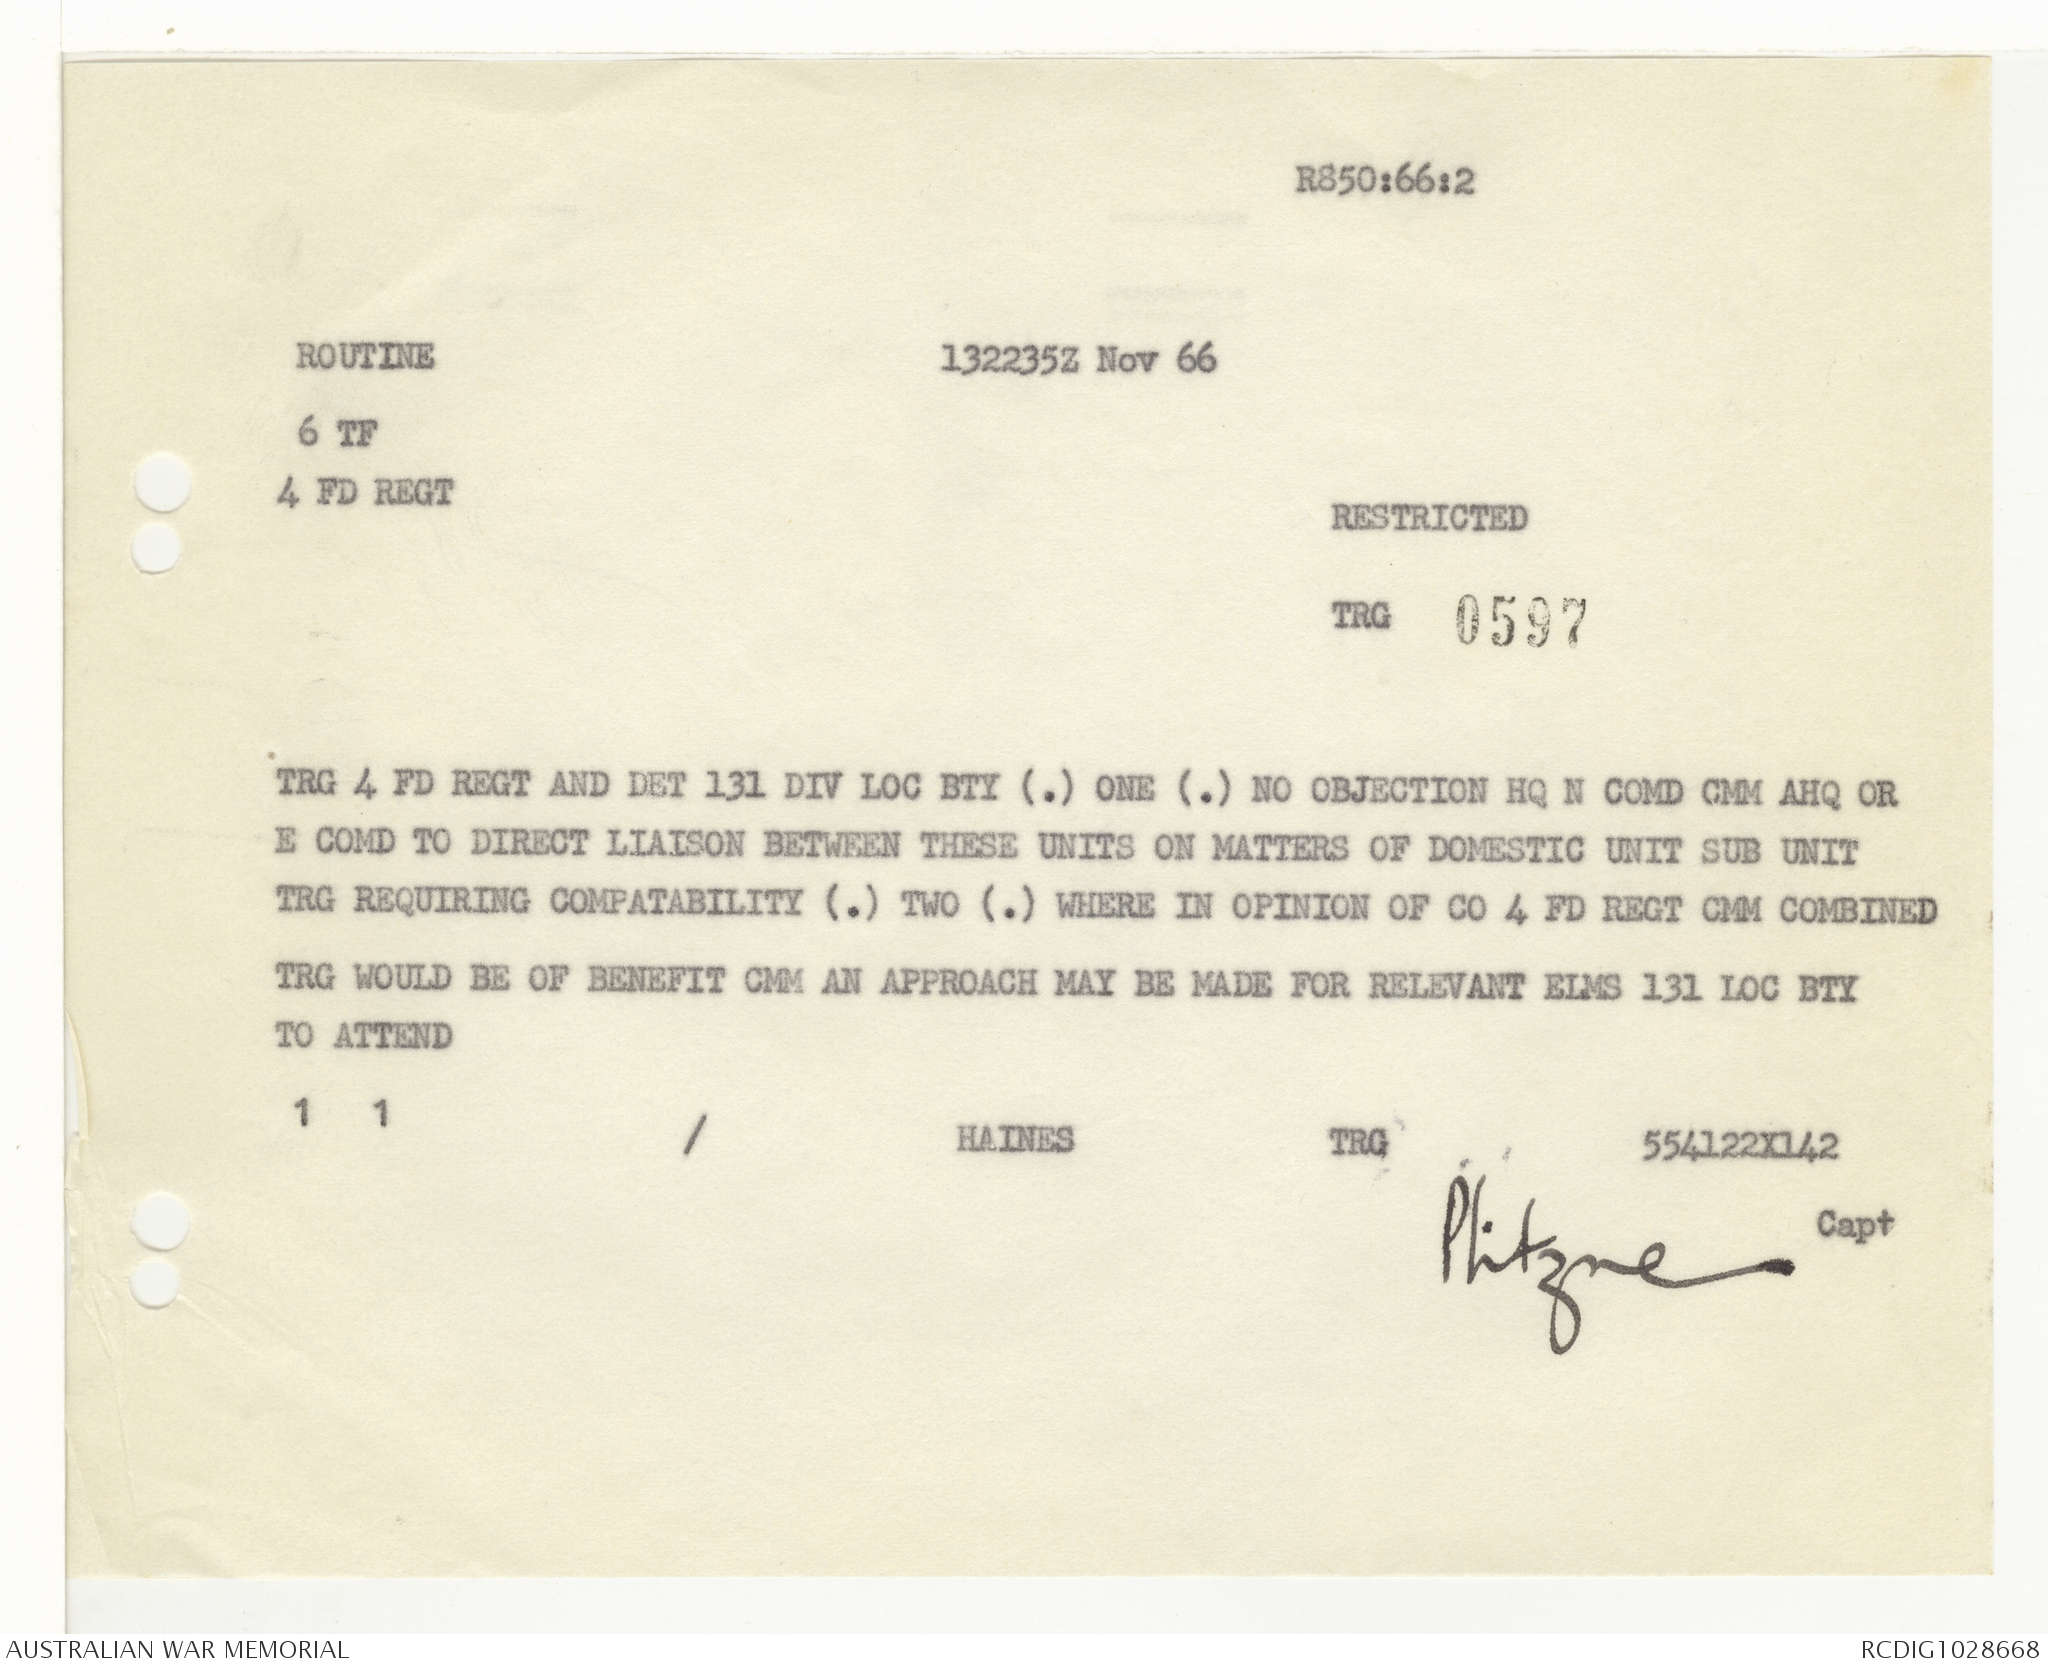 R850:66:2
ROUTINE 132235Z Nov 66
6 TF
4 FD REGT
RESTRICTED
TRG 0597
TRG 4 FD REGT AND DET 131 DIV LOC BTY (.) ONE (.) NO OBJECTION HQ N COMD CMM AHQ OR
E COMD TO DIRECT LIAISON BETWEEN THESE UNITS ON MATTERS OF DOMESTIC UNIT SUB UNIT
TRG REQUIRING COMPATABILITY (.) TWO (.) WHERE IN OPINION OF CO 4 FD REGT CMM COMBINED
TRG WOULD BE OF BENEFIT CMM AN APPROACH MAY BE MADE FOR RELEVANT ELMS 131 LOC BTY
TO ATTEND
1 1 / HAINES TRG 554122X142
Capt
AUSTRALIAN WAR MEMORIAL RCDIG1028668